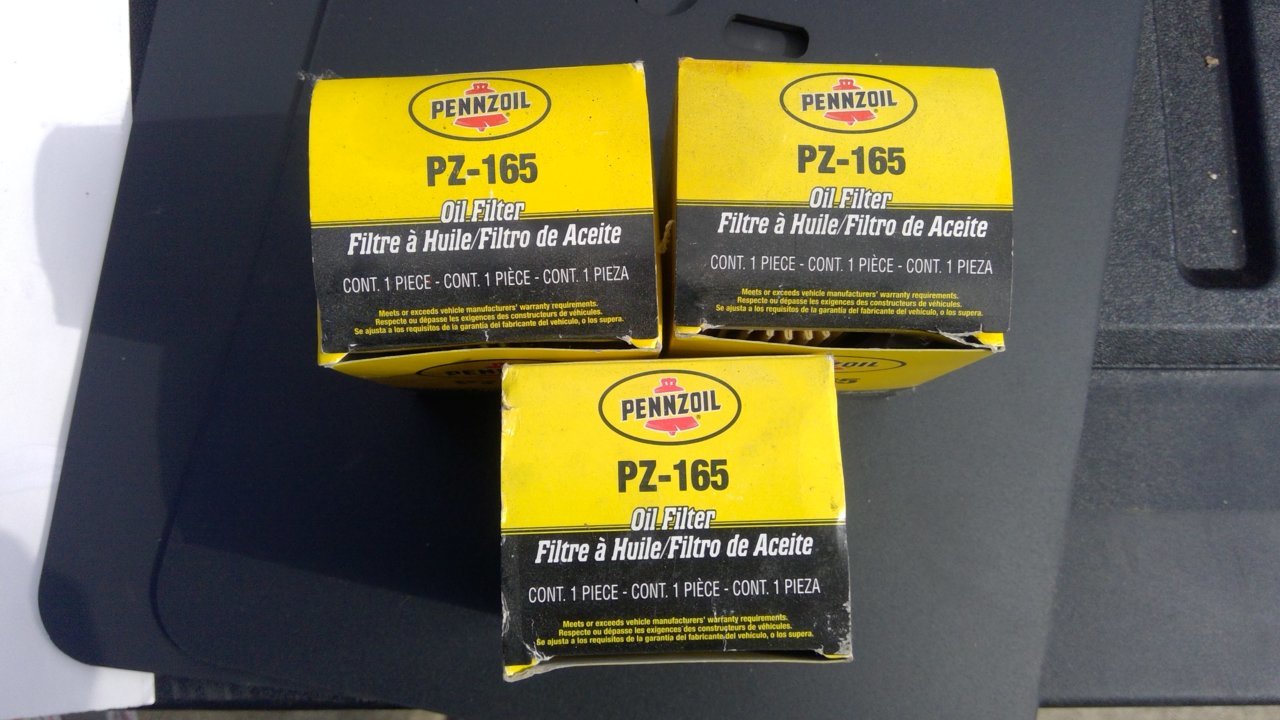 PENNZOIL
PZ-165
Oil Filter
Filtre à Huile/Filtro de Aceite
CONT. 1 PIECE - CONT. 1 PIÈCE - CONT. 1 PIEZA
Meets or exceeds vehicle manufacturers' warranty requirements.
Respecte ou dépasse les exigences des constructeurs de véhicules.
Se ajusta a los requisitos de la garantía del fabricante del vehículo, o los supera.
PENNZOIL
PZ-165
Oil Filter
Filtre à Huile/Filtro de Aceite
CONT. 1 PIECE - CONT. 1 PIÈCE - CONT. 1 PIEZA
Meets or exceeds vehicle manufacturers' warranty requirements.
Respecte ou dépasse les exigences des constructeurs de véhicules.
Se ajusta a los requisitos de la garantía del fabricante del vehículo, o los supera.
PENNZOIL
PZ-165
Oil Filter
Filtre à Huile/Filtro de Aceite
CONT. 1 PIECE - CONT. 1 PIÈCE - CONT. 1 PIEZA
Meets or exceeds vehicle manufacturers' warranty requirements.
Respecte ou dépasse les exigences des constructeurs de véhicules.
Se ajusta a los requisitos de la garantía del fabricante del vehículo, o los supera.